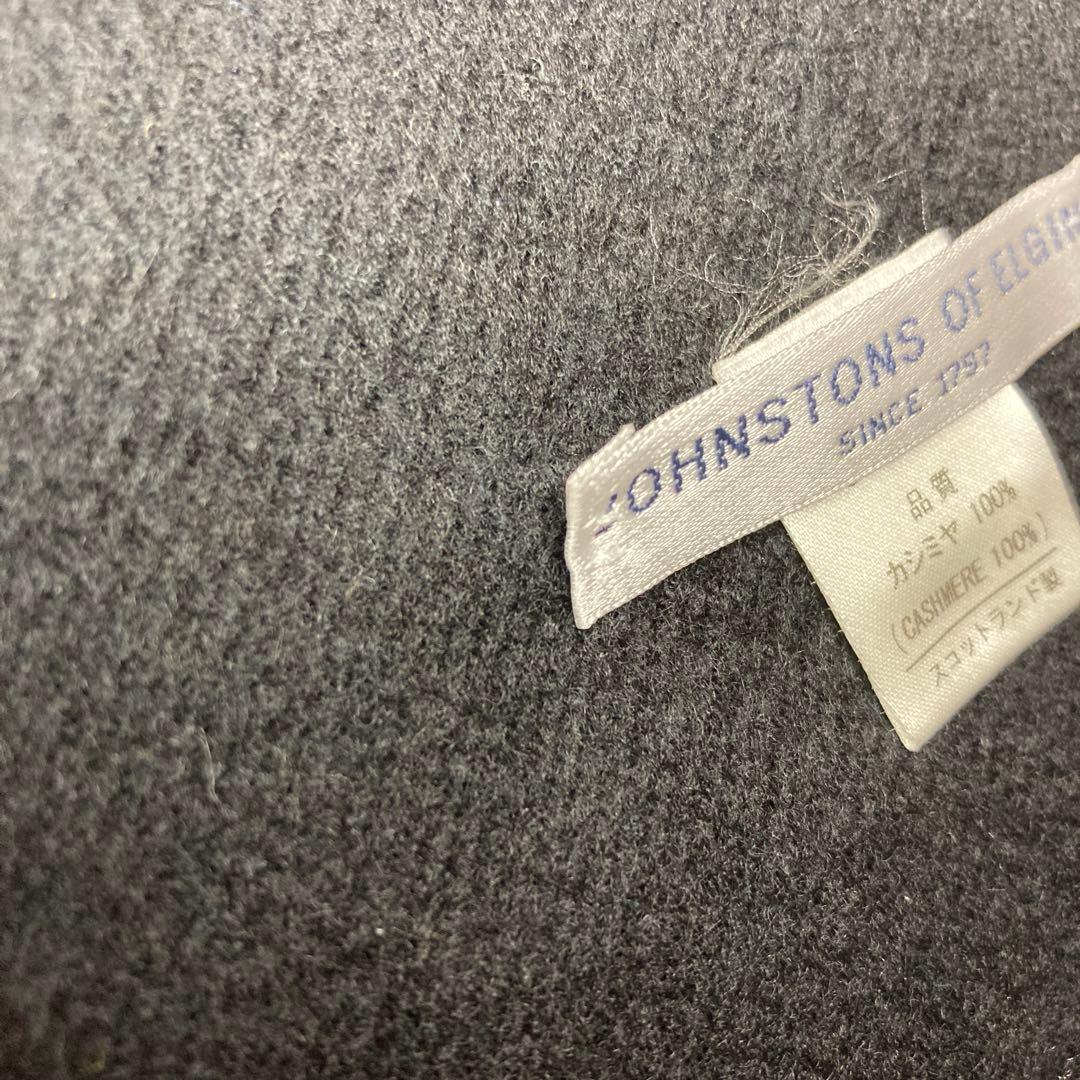 JOHNSTONS OF ELGIN
SINCE 1797
品質
カシミヤ 100%
(CASHMERE 100%)
スコットランド製